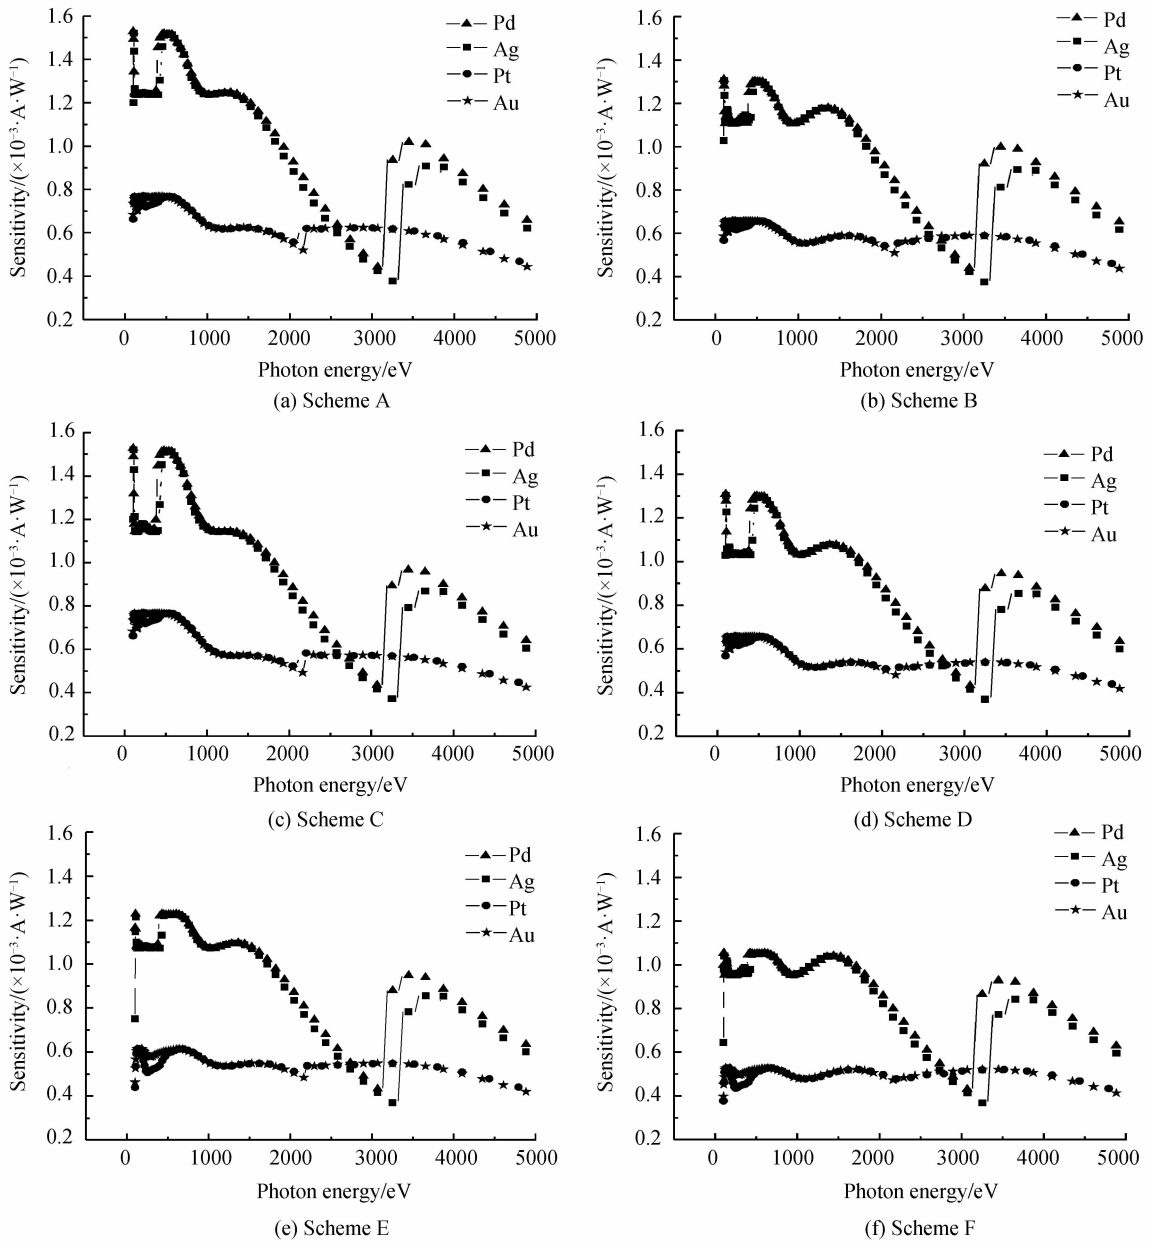 1.6
1.4
1.2
1.0
0.8
0.6
0.4
0.2
Sensitivity/(×10⁻³·A·W⁻¹)
Pd
Ag
Pt
Au
0 1000 2000 3000 4000 5000
Photon energy/eV
(a) Scheme A
1.6
1.4
1.2
1.0
0.8
0.6
0.4
0.2
Sensitivity/(×10⁻³·A·W⁻¹)
Pd
Ag
Pt
Au
0 1000 2000 3000 4000 5000
Photon energy/eV
(b) Scheme B
1.6
1.4
1.2
1.0
0.8
0.6
0.4
0.2
Sensitivity/(×10⁻³·A·W⁻¹)
Pd
Ag
Pt
Au
0 1000 2000 3000 4000 5000
Photon energy/eV
(c) Scheme C
1.6
1.4
1.2
1.0
0.8
0.6
0.4
0.2
Sensitivity/(×10⁻³·A·W⁻¹)
Pd
Ag
Pt
Au
0 1000 2000 3000 4000 5000
Photon energy/eV
(d) Scheme D
1.6
1.4
1.2
1.0
0.8
0.6
0.4
0.2
Sensitivity/(×10⁻³·A·W⁻¹)
Pd
Ag
Pt
Au
0 1000 2000 3000 4000 5000
Photon energy/eV
(e) Scheme E
1.6
1.4
1.2
1.0
0.8
0.6
0.4
0.2
Sensitivity/(×10⁻³·A·W⁻¹)
Pd
Ag
Pt
Au
0 1000 2000 3000 4000 5000
Photon energy/eV
(f) Scheme F